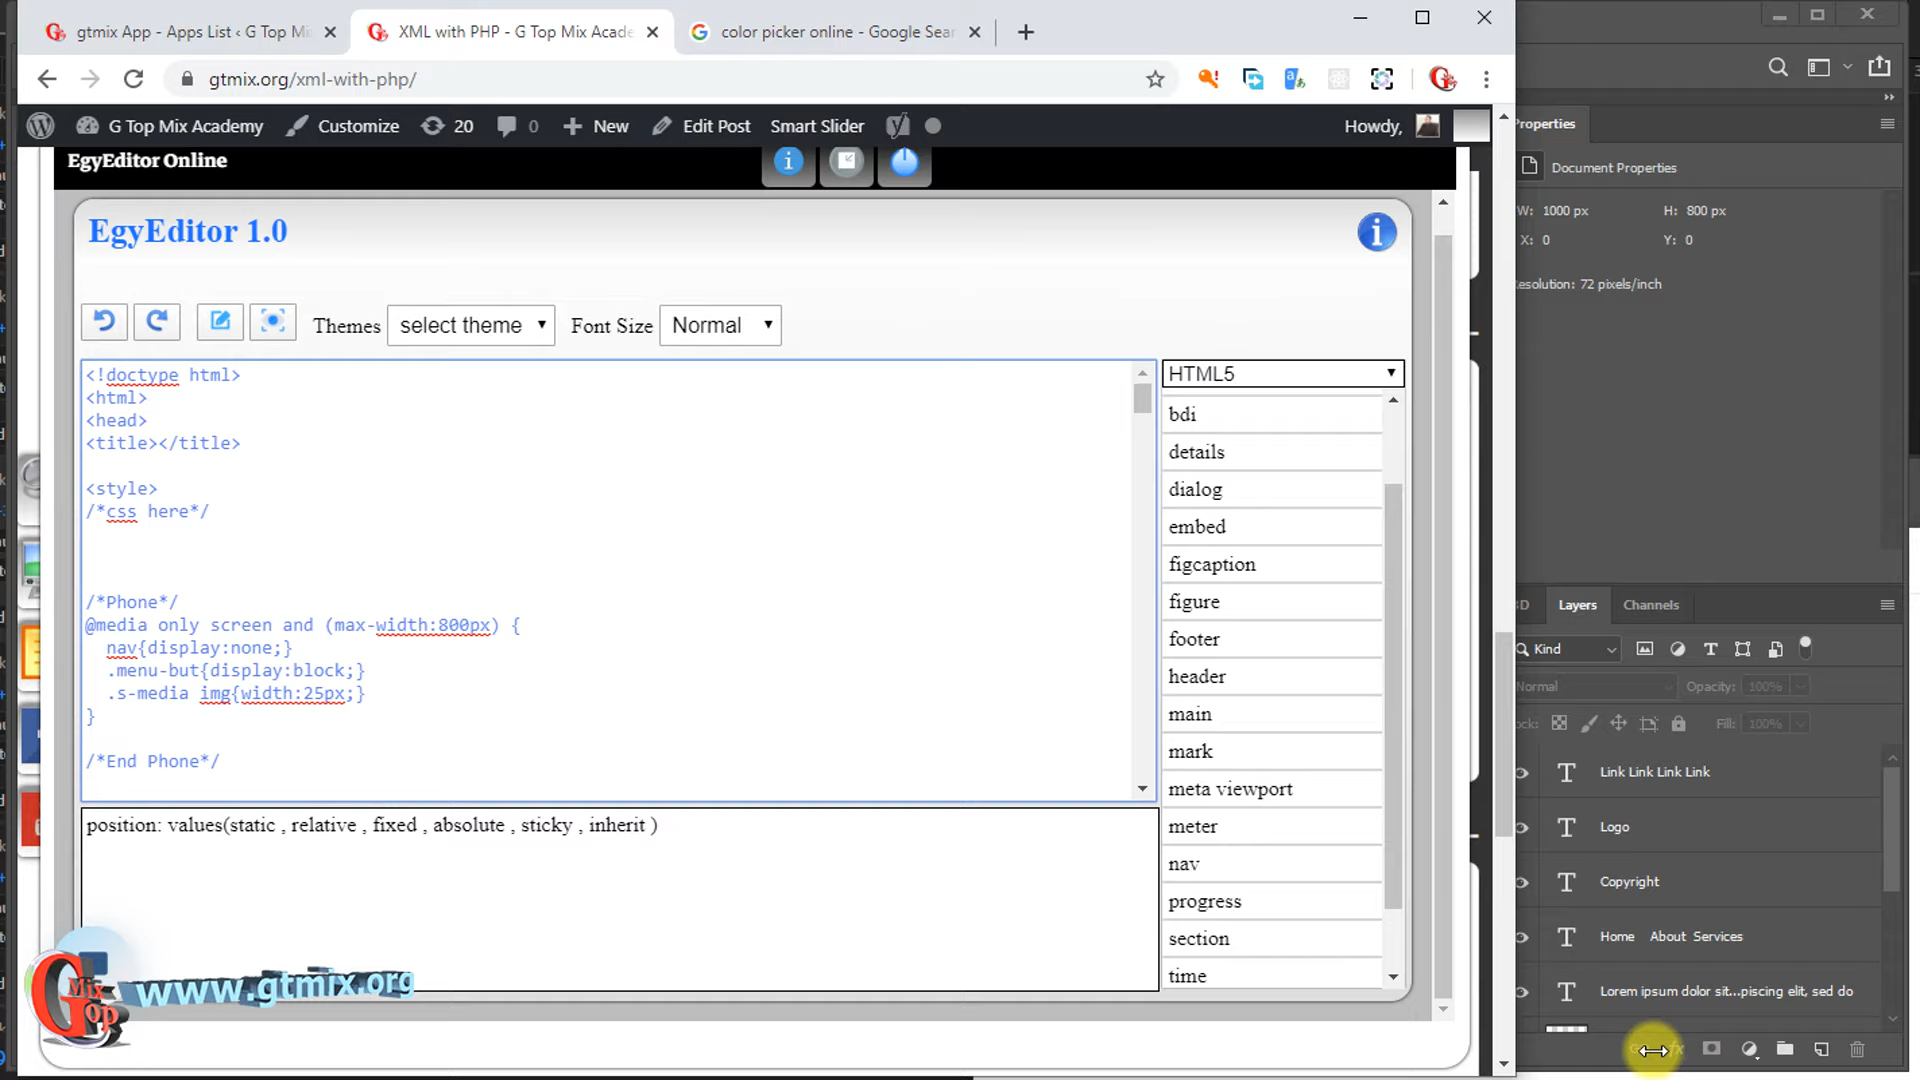 gtmix App - Apps List ‹ G Top Mi
XML with PHP - G Top Mix Acade
color picker online - Google Sear
gtmix.org/xml-with-php/
G Top Mix Academy
Customize
20
0
New
Edit Post
Smart Slider
Howdy,
EgyEditor Online
EgyEditor 1.0
Themes
select theme
Font Size
Normal
<!doctype html>
<html>
<head>
<title></title>
<style>
/*css here*/
/*Phone*/
@media only screen and (max-width:800px) {
nav{display:none;}
.menu-but{display:block;}
.s-media img{width:25px;}
}
/*End Phone*/
HTML5
bdi
details
dialog
embed
figcaption
figure
footer
header
main
mark
meta viewport
meter
nav
progress
section
time
position: values(static , relative , fixed , absolute , sticky , inherit )
G Mix Top
www.gtmix.org
Properties
Document Properties
W: 1000 px
H: 800 px
X: 0
Y: 0
esolution: 72 pixels/inch
3D
Layers
Channels
Kind
Normal
Opacity: 100%
ock:
Fill: 100%
Link Link Link Link
Logo
Copyright
Home About Services
Lorem ipsum dolor sit...piscing elit, sed do
fx